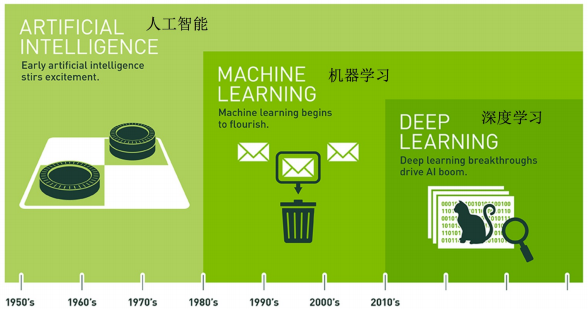 ARTIFICIAL
INTELLIGENCE
人工智能
Early artificial intelligence
stirs excitement.
MACHINE
LEARNING
机器学习
Machine learning begins
to flourish.
DEEP
LEARNING
深度学习
Deep learning breakthroughs
drive AI boom.
1950's 1960's 1970's 1980's 1990's 2000's 2010's